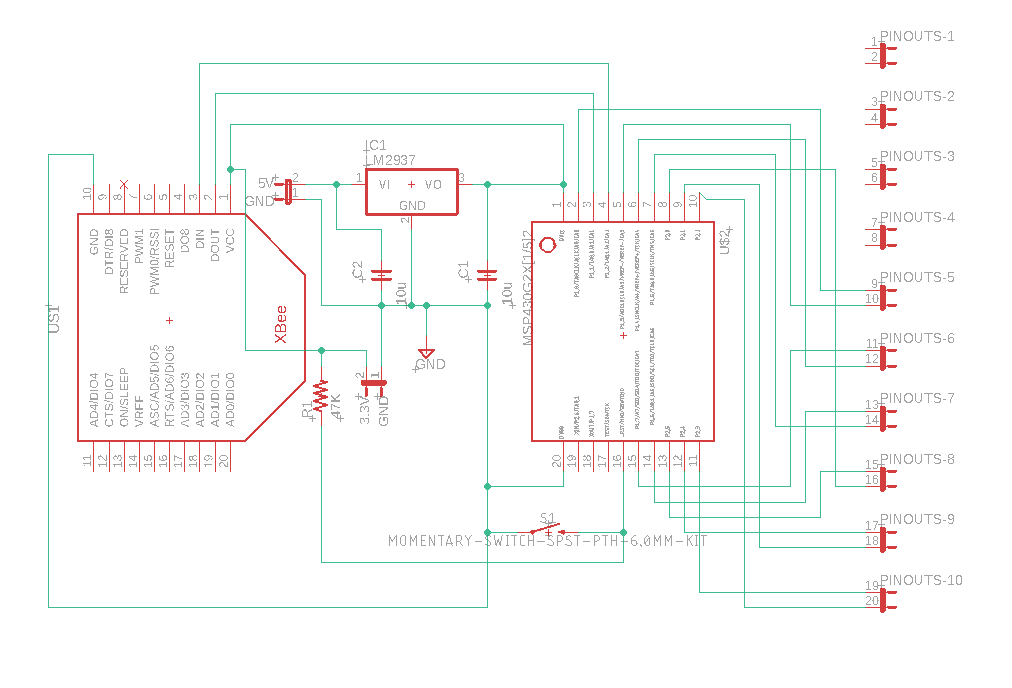 PINOUTS-1
1
2
PINOUTS-2
3
4
PINOUTS-3
5
6
PINOUTS-4
7
8
PINOUTS-5
9
10
PINOUTS-6
11
12
PINOUTS-7
13
14
PINOUTS-8
15
16
PINOUTS-9
17
18
PINOUTS-10
19
20
IC1
LM2937
1 VI VO 3
GND
2
5V 2
GND 1
10 9 8 7 6 5 4 3 2 1
GND
DTR/DI8
RESERVED
PWM1
PWM0/RSSI
RESET
DO8
DIN
DOUT
VCC
US1
XBee
AD4/DIO4
CTS/DIO7
ON/SLEEP
VREF
ASC/AD5/DIO5
RTS/AD6/DIO6
AD3/DIO3
AD2/DIO2
AD1/DIO1
AD0/DIO0
11 12 13 14 15 16 17 18 19 20
C2
10u
C1
10u
GND
R1
47K
2 1
3.3V
GND
1 2 3 4 5 6 7 8 9 10
U$2
MSP430G2X[1/5]2
20 19 18 17 16 15 14 13 12 11
S1
MOMENTARY-SWITCH-SPST-PTH-6.0MM-KIT